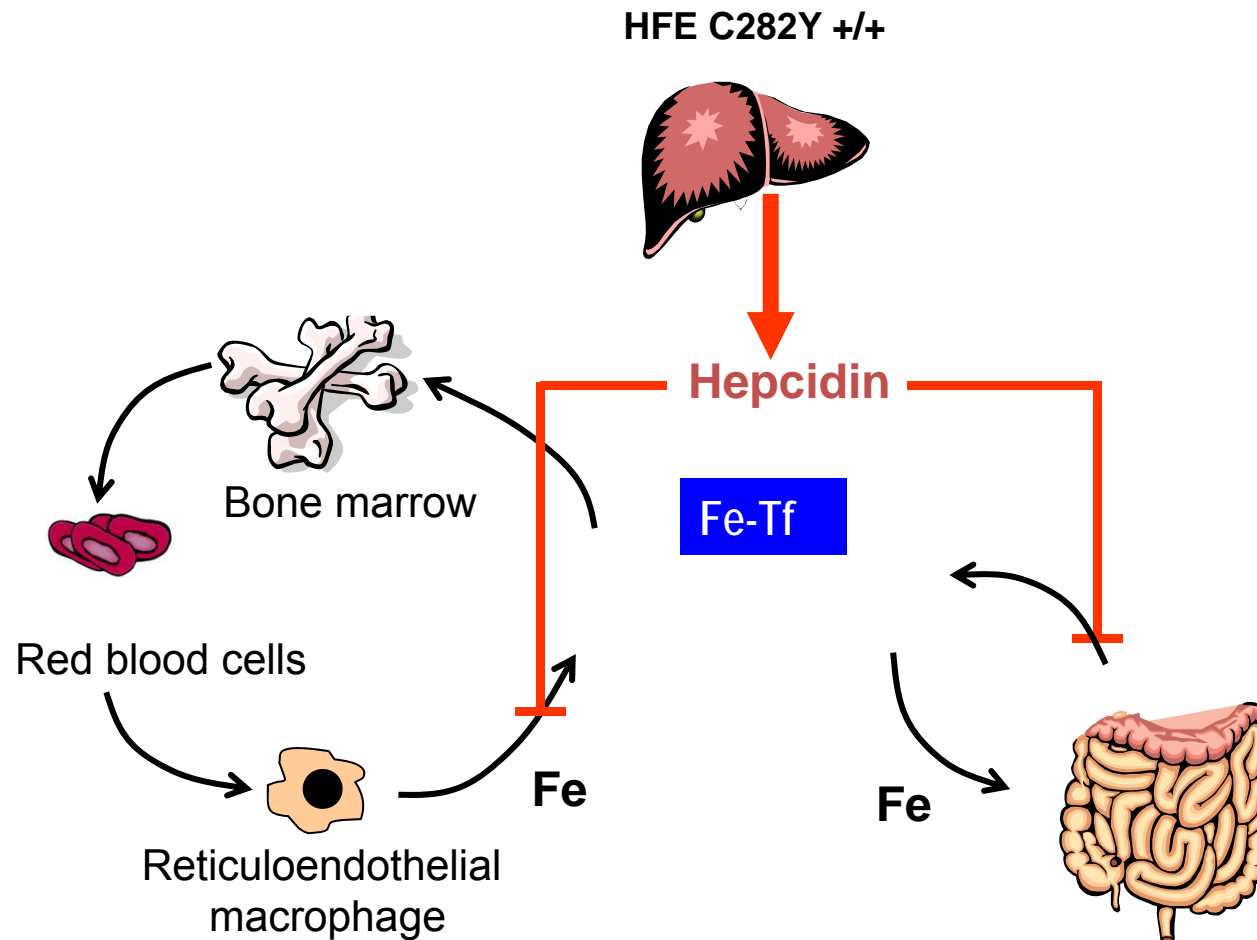 HFE C282Y +/+
Hepcidin
Bone marrow
Fe-Tf
Red blood cells
Fe
Fe
Reticuloendothelial
macrophage